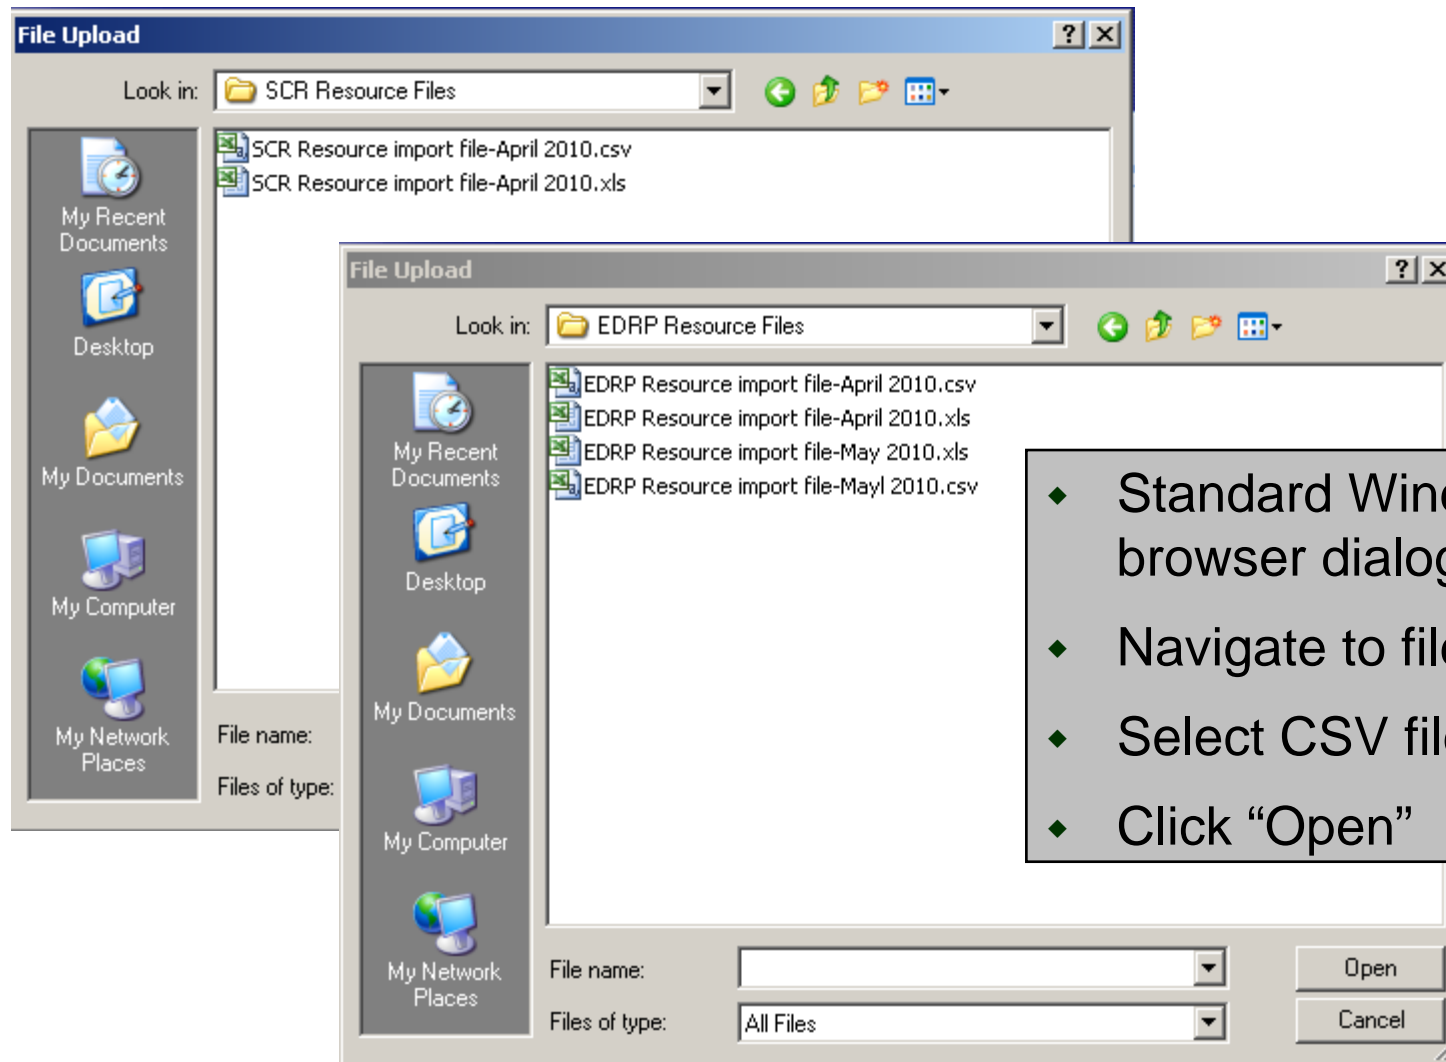 File Upload
Look in: SCR Resource Files
SCR Resource import file-April 2010.csv
SCR Resource import file-April 2010.xls
My Recent
Documents
Desktop
My Documents
My Computer
My Network
Places
File name:
Files of type:
File Upload
Look in: EDRP Resource Files
EDRP Resource import file-April 2010.csv
EDRP Resource import file-April 2010.xls
EDRP Resource import file-May 2010.xls
EDRP Resource import file-Mayl 2010.csv
My Recent
Documents
Desktop
My Documents
My Computer
My Network
Places
File name:
Open
Files of type: All Files
Cancel
◆ Standard
browser
◆ Navigate to
◆ Select CSV
◆ Click “Open”